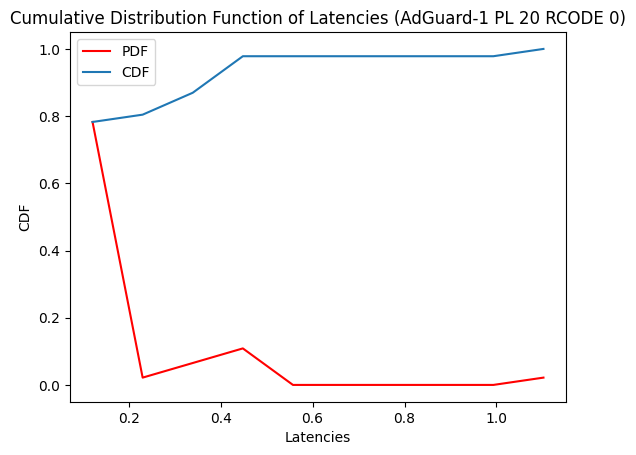 Cumulative Distribution Function of Latencies (AdGuard-1 PL 20 RCODE 0)
PDF
CDF
1.0
0.8
0.6
0.4
0.2
0.0
CDF
0.2
0.4
0.6
0.8
1.0
Latencies